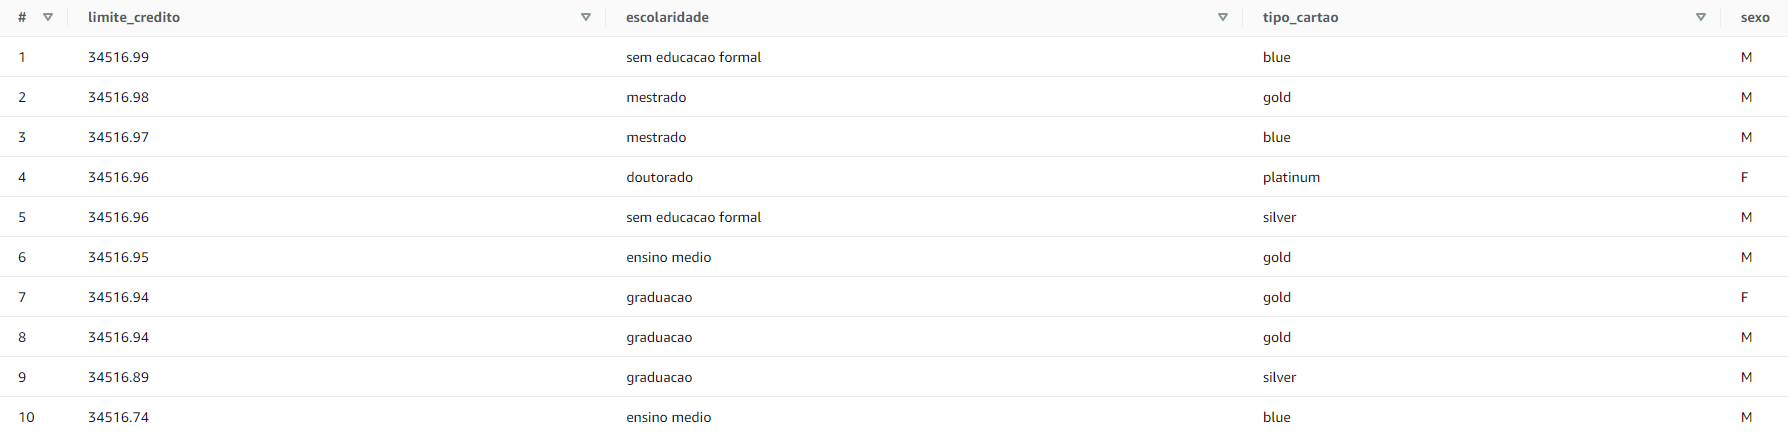 # limite_credito escolaridade tipo_cartao sexo
1 34516.99 sem educacao formal blue M
2 34516.98 mestrado gold M
3 34516.97 mestrado blue M
4 34516.96 doutorado platinum F
5 34516.96 sem educacao formal silver M
6 34516.95 ensino medio gold M
7 34516.94 graduacao gold F
8 34516.94 graduacao gold M
9 34516.89 graduacao silver M
10 34516.74 ensino medio blue M